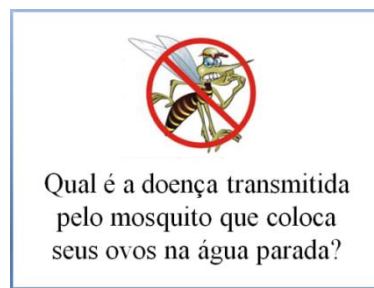 Qual é a doença transmitida
pelo mosquito que coloca
seus ovos na água parada?